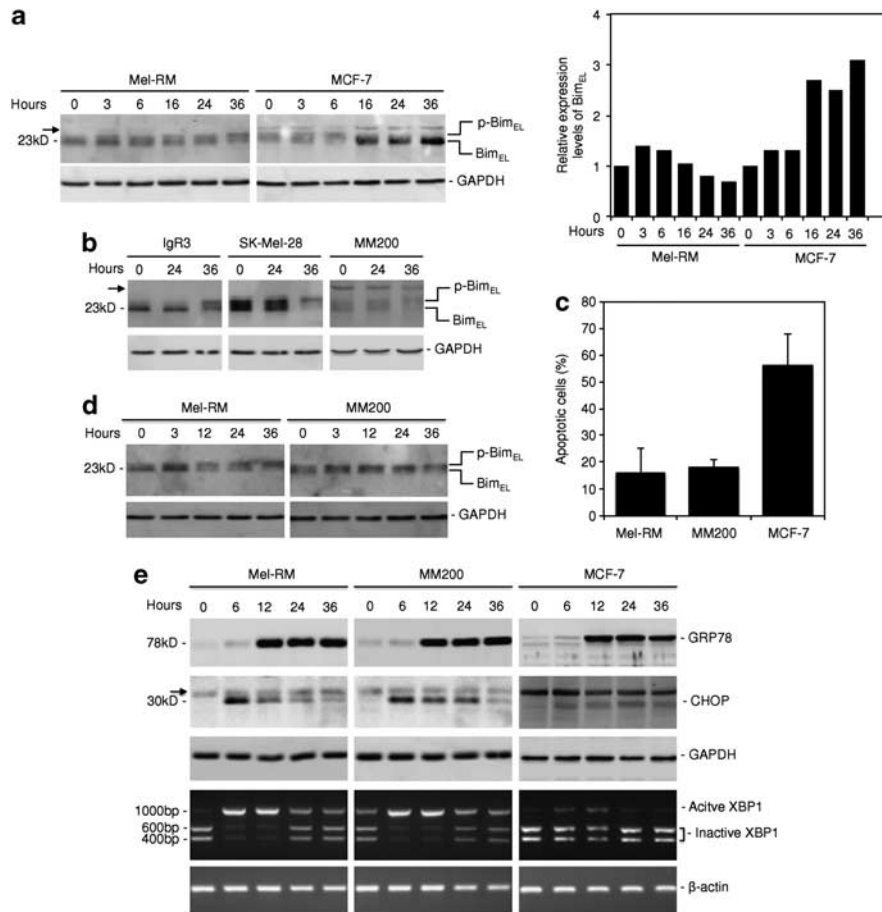 a
Mel-RM MCF-7
Hours 0 3 6 16 24 36 0 3 6 16 24 36
p-BimEL
23kD -
BimEL
- GAPDH
Relative expression
levels of BimEL
4
3
2
1
0
Hours 0 3 6 16 24 36 0 3 6 16 24 36
Mel-RM MCF-7
b
IgR3 SK-Mel-28 MM200
Hours 0 24 36 0 24 36 0 24 36
p-BimEL
23kD -
BimEL
- GAPDH
c
Apoptotic cells (%)
80
70
60
50
40
30
20
10
0
Mel-RM MM200 MCF-7
d
Mel-RM MM200
Hours 0 3 12 24 36 0 3 12 24 36
p-BimEL
23kD -
BimEL
- GAPDH
e
Mel-RM MM200 MCF-7
Hours 0 6 12 24 36 0 6 12 24 36 0 6 12 24 36
78kD - - GRP78
30kD - - CHOP
- GAPDH
1000bp - - Acitve XBP1
600bp -
- Inactive XBP1
400bp -
- β-actin